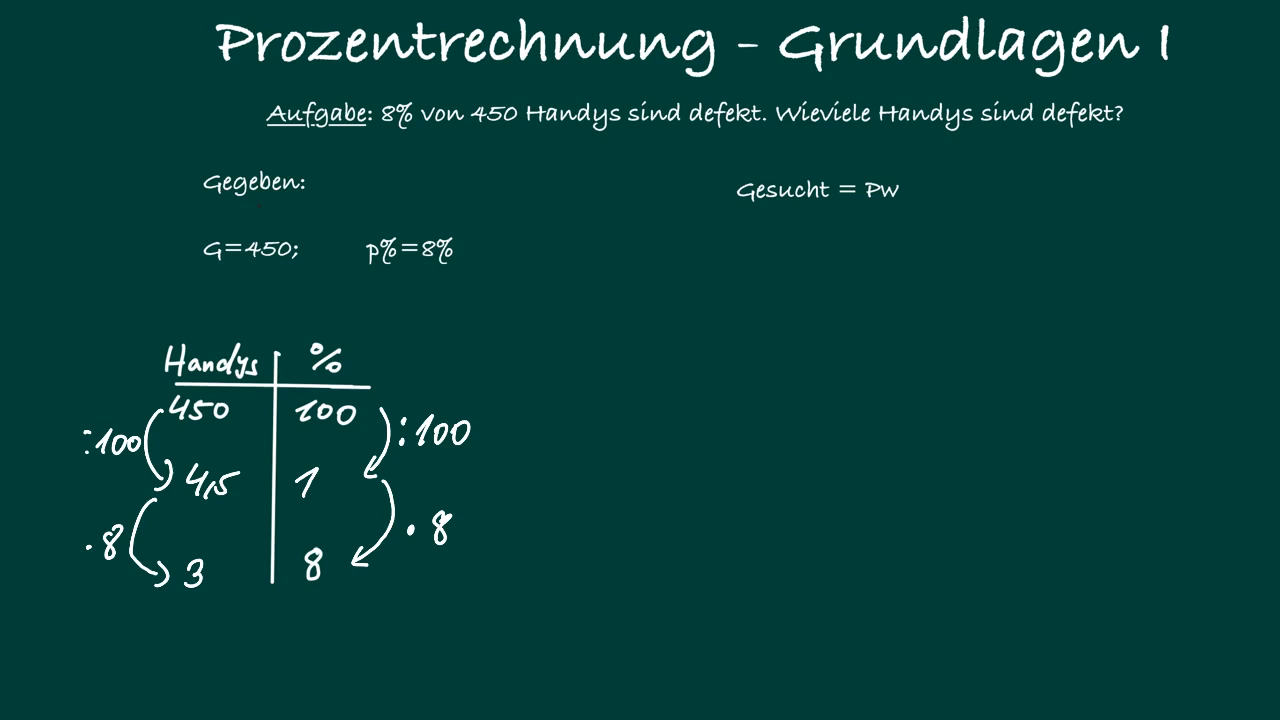 Prozentrechnung - Grundlagen I
Aufgabe: 8% von 450 Handys sind defekt. Wieviele Handys sind defekt?
Gegeben:
Gesucht = Pw
G=450; p%=8%
Handys %
450 100
:100 :100
4,5 1
·8 ·8
3 8